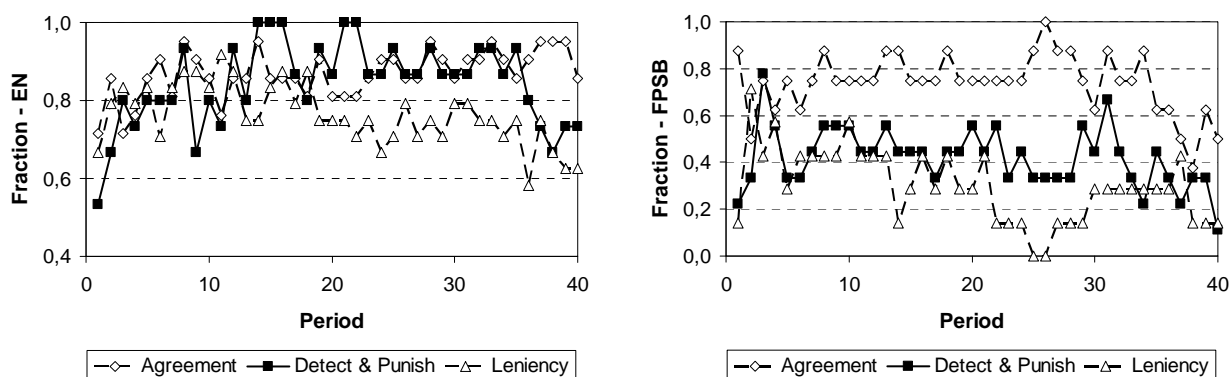 Fraction - EN
1,0
0,8
0,6
0,4
0 10 20 30 40
Period
Agreement Detect & Punish Leniency
Fraction - FPSB
1,0
0,8
0,6
0,4
0,2
0,0
0 10 20 30 40
Period
Agreement Detect & Punish Leniency